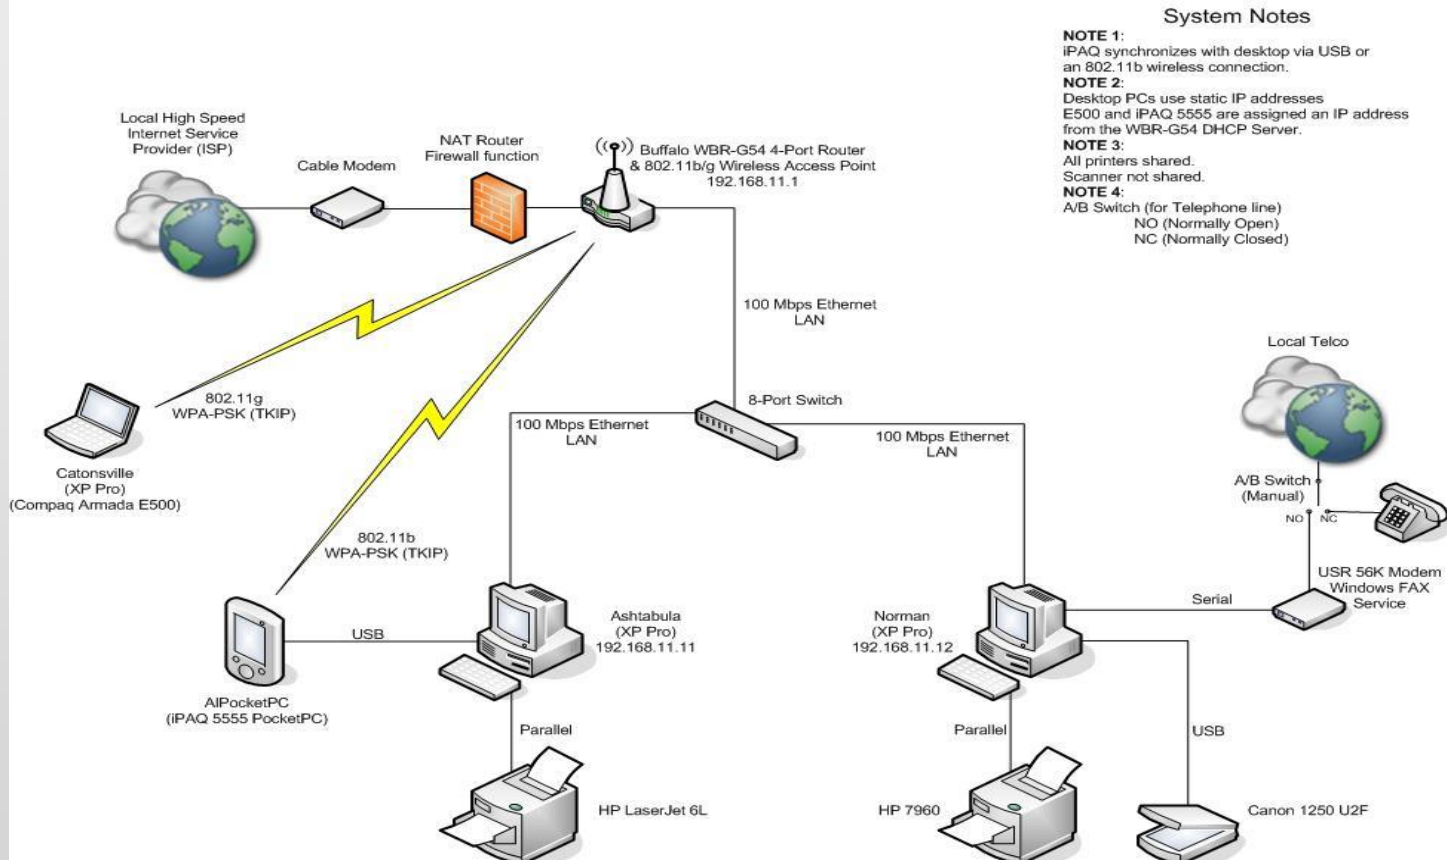 System Notes
NOTE 1:
iPAQ synchronizes with desktop via USB or
an 802.11b wireless connection.
NOTE 2:
Desktop PCs use static IP addresses
E500 and iPAQ 5555 are assigned an IP address
from the WBR-G54 DHCP Server.
NOTE 3:
All printers shared.
Scanner not shared.
NOTE 4:
A/B Switch (for Telephone line)
NO (Normally Open)
NC (Normally Closed)
Local High Speed
Internet Service
Provider (ISP)
Cable Modem
NAT Router
Firewall function
Buffalo WBR-G54 4-Port Router
& 802.11b/g Wireless Access Point
192.168.11.1
100 Mbps Ethernet
LAN
Local Telco
802.11g
WPA-PSK (TKIP)
8-Port Switch
100 Mbps Ethernet
LAN
100 Mbps Ethernet
LAN
Catonsville
(XP Pro)
(Compaq Armada E500)
A/B Switch
(Manual)
NO
NC
802.11b
WPA-PSK (TKIP)
USR 56K Modem
Windows FAX
Service
Serial
Ashtabula
(XP Pro)
192.168.11.11
Norman
(XP Pro)
192.168.11.12
USB
AlPocketPC
(iPAQ 5555 PocketPC)
Parallel
Parallel
USB
HP LaserJet 6L
HP 7960
Canon 1250 U2F